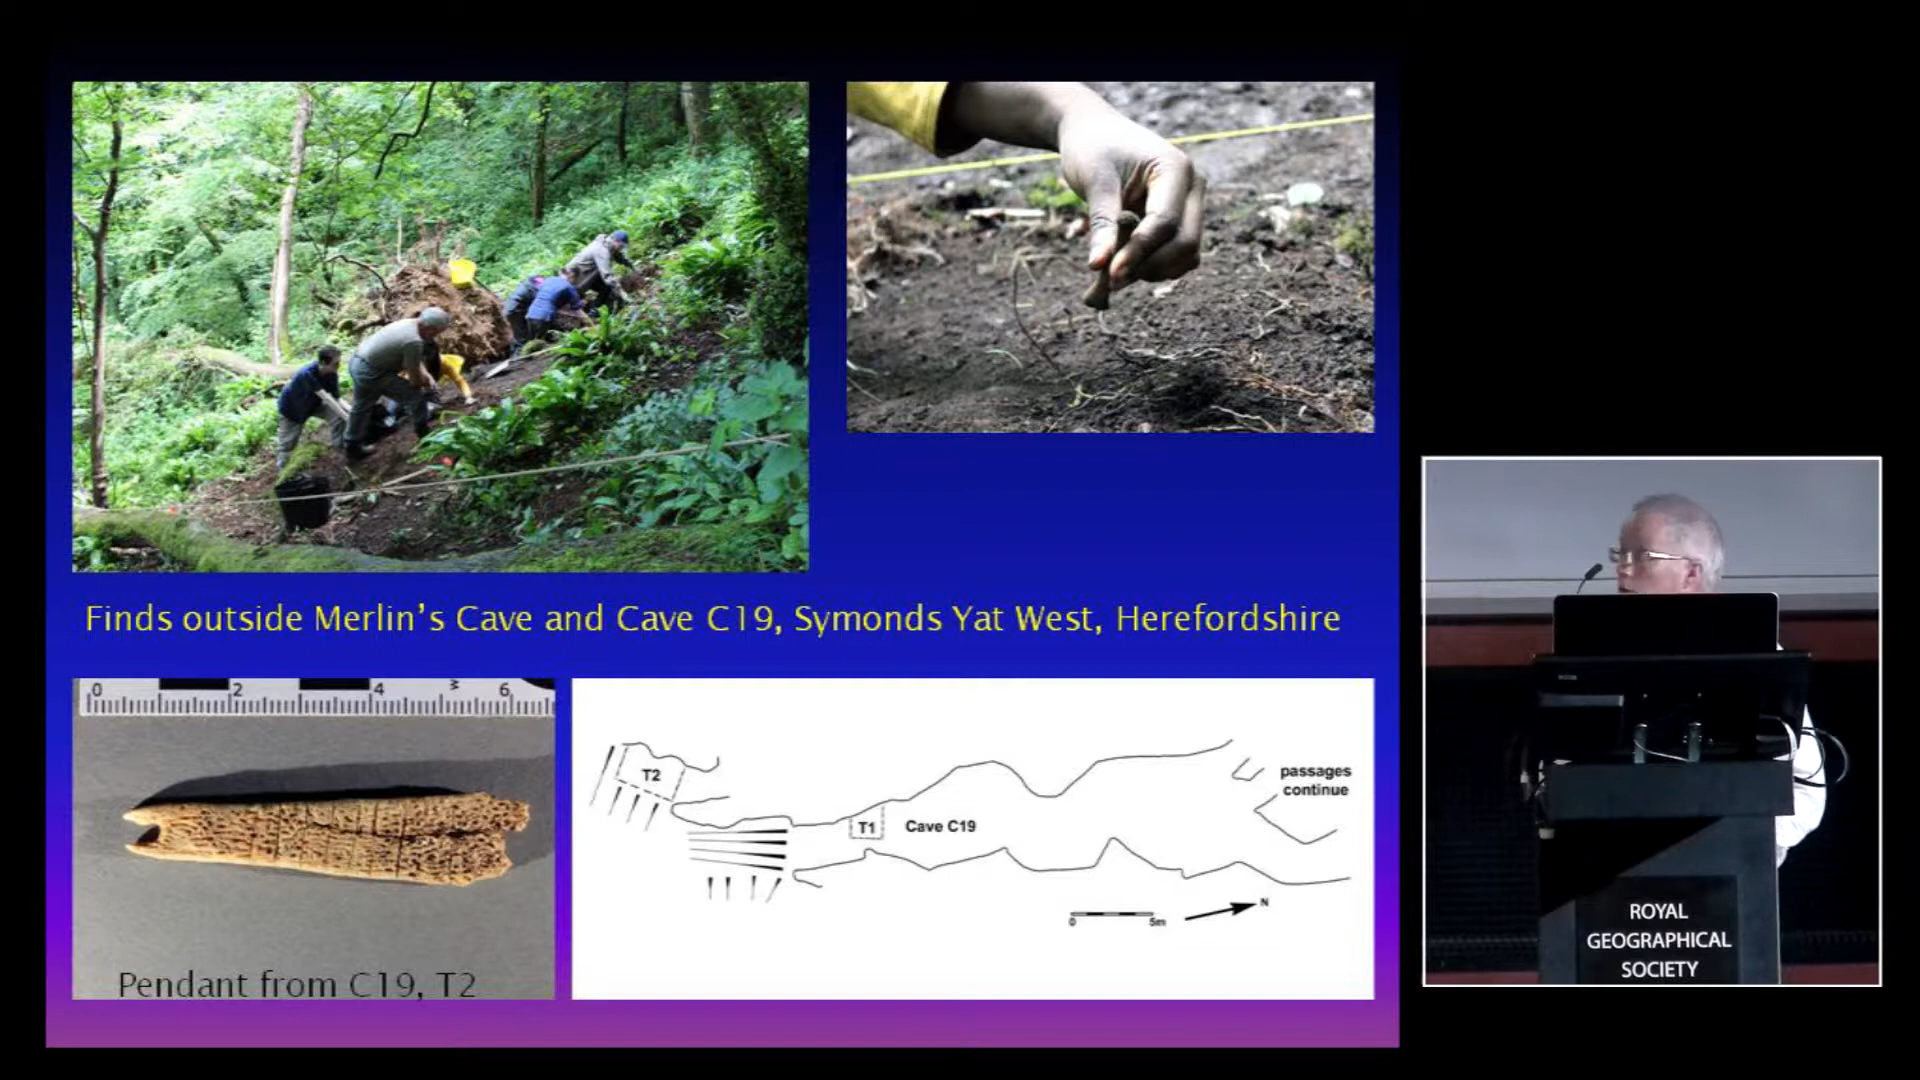 Finds outside Merlin's Cave and Cave C19, Symonds Yat West, Herefordshire
0 2 4 6
Pendant from C19, T2
T2
T1
Cave C19
passages
continue
0 5m
N
ROYAL
GEOGRAPHICAL
SOCIETY